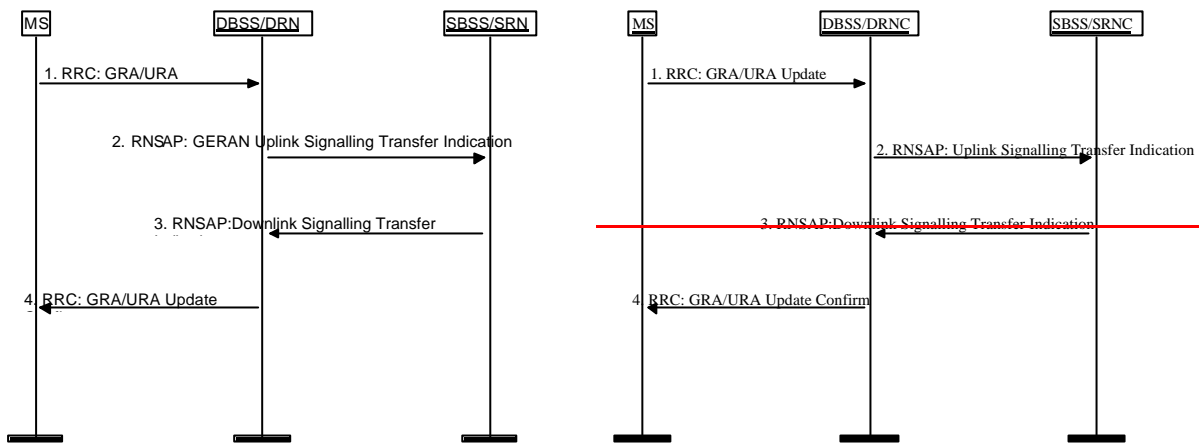 MS
DBSS/DRN
SBSS/SRN
1. RRC: GRA/URA
2. RNSAP: GERAN Uplink Signalling Transfer Indication
3. RNSAP:Downlink Signalling Transfer
4. RRC: GRA/URA Update
MS
DBSS/DRNC
SBSS/SRNC
1. RRC: GRA/URA Update
2. RNSAP: Uplink Signalling Transfer Indication
3. RNSAP:Downlink Signalling Transfer Indication
4. RRC: GRA/URA Update Confirm